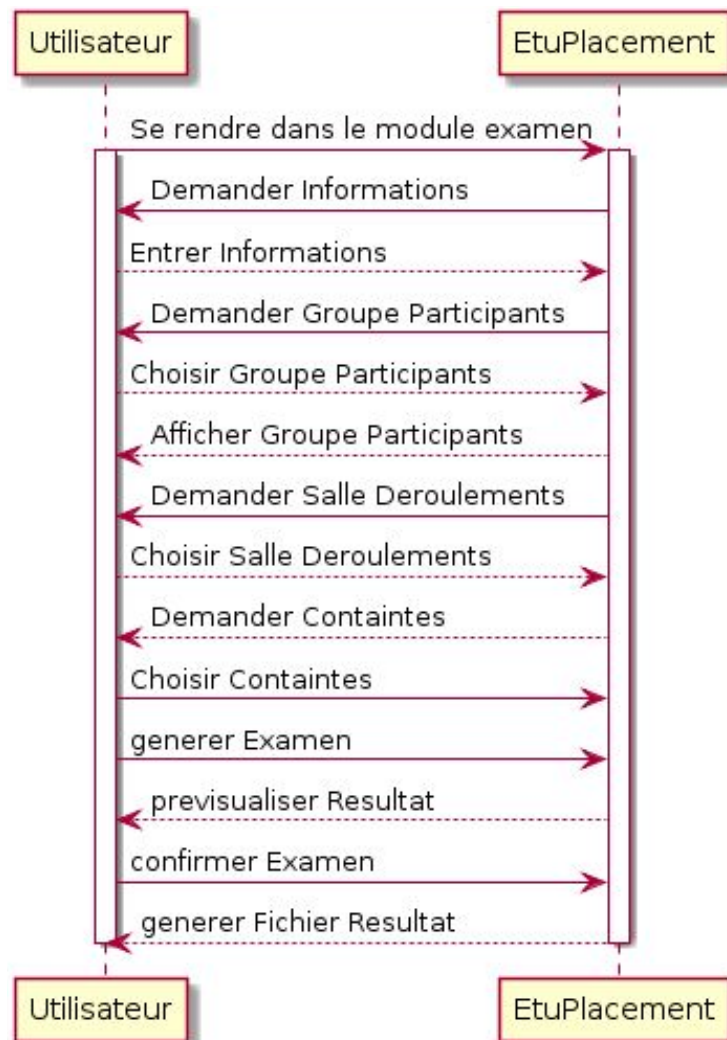 Utilisateur
EtuPlacement
Se rendre dans le module examen
Demander Informations
Entrer Informations
Demander Groupe Participants
Choisir Groupe Participants
Afficher Groupe Participants
Demander Salle Deroulements
Choisir Salle Deroulements
Demander Containtes
Choisir Containtes
generer Examen
previsualiser Resultat
confirmer Examen
generer Fichier Resultat
Utilisateur
EtuPlacement